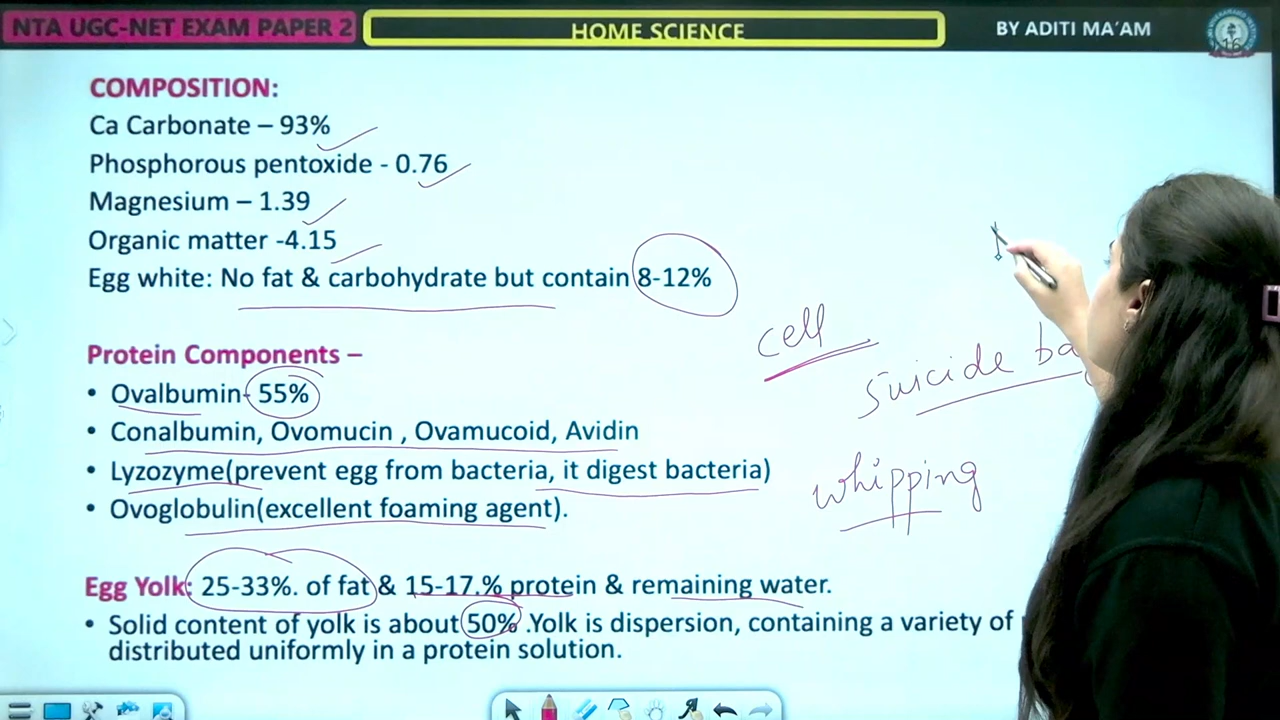 NTA UGC-NET EXAM PAPER 2
HOME SCIENCE
BY ADITI MA'AM
COMPOSITION:
Ca Carbonate – 93%
Phosphorous pentoxide - 0.76
Magnesium – 1.39
Organic matter -4.15
Egg white: No fat & carbohydrate but contain 8-12%
cell
suicide ba
Protein Components –
• Ovalbumin- 55%
• Conalbumin, Ovomucin , Ovamucoid, Avidin
• Lyzozyme(prevent egg from bacteria, it digest bacteria)
whipping
• Ovoglobulin(excellent foaming agent).
Egg Yolk: 25-33%. of fat & 15-17.% protein & remaining water.
• Solid content of yolk is about 50% .Yolk is dispersion, containing a variety of
distributed uniformly in a protein solution.